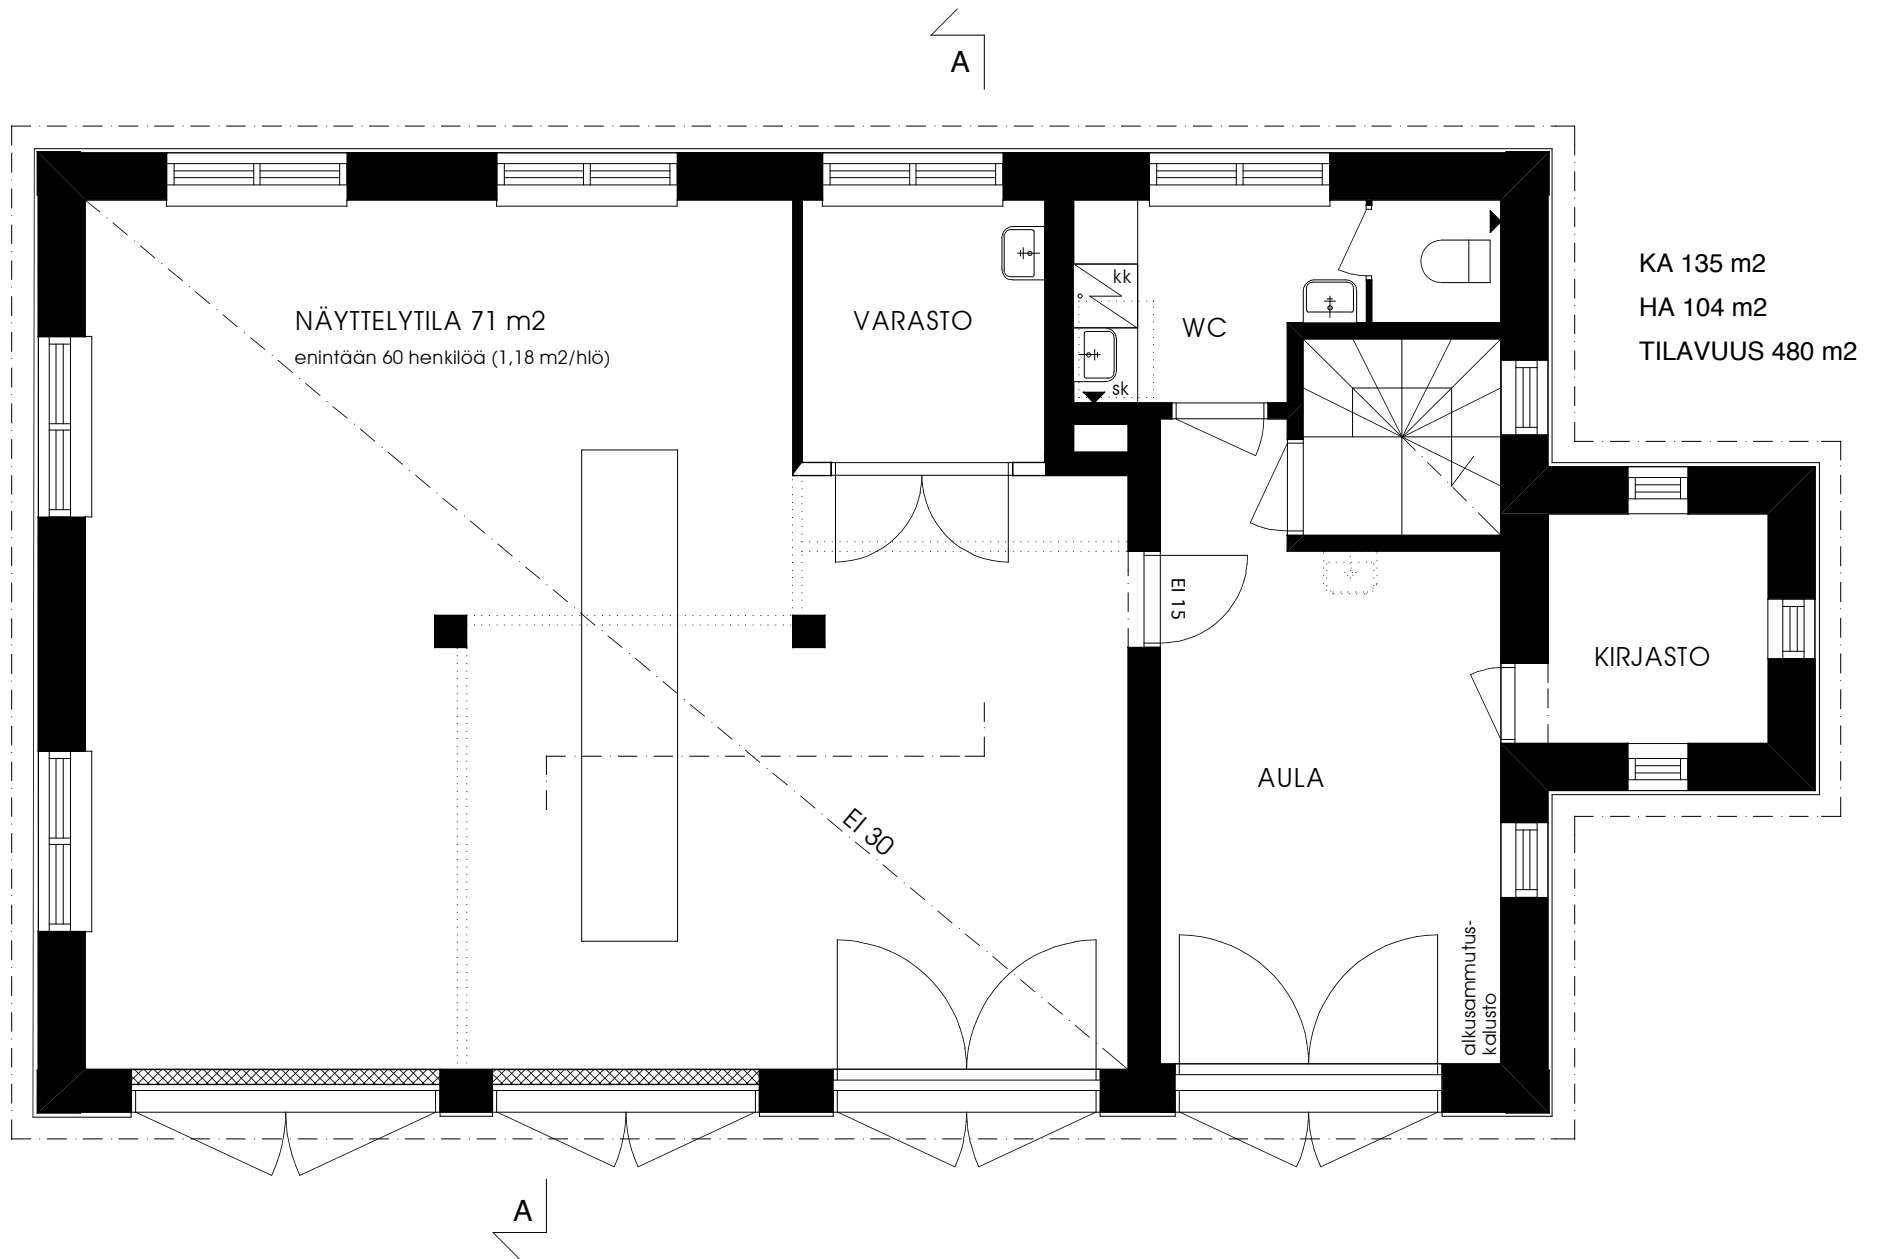 A
KA 135 m2
HA 104 m2
TILAVUUS 480 m2
NÄYTTELYTILA 71 m2
enintään 60 henkilöä (1,18 m2/hlö)
VARASTO
kk
WC
sk
EI 15
KIRJASTO
AULA
EI 30
alkusammutus-
kalusto
A